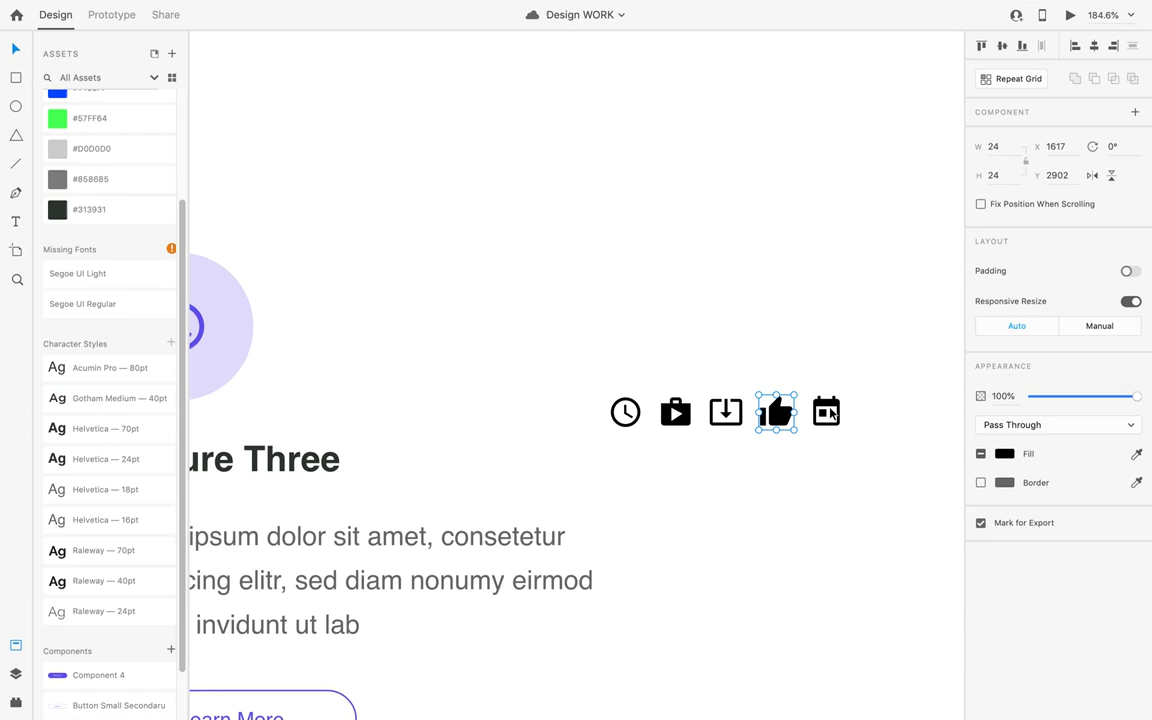 Design
Prototype
Share
Design WORK
184.6%
ASSETS
All Assets
#57FF64
#D0D0D0
#858685
#313931
Missing Fonts
Segoe UI Light
Segoe UI Regular
Character Styles
Ag Acumin Pro — 80pt
Ag Gotham Medium — 40pt
Ag Helvetica — 70pt
Ag Helvetica — 24pt
Ag Helvetica — 18pt
Ag Helvetica — 16pt
Ag Raleway — 70pt
Ag Raleway — 40pt
Ag Raleway — 24pt
Components
Component 4
Button Small Secondaru
ure Three
ipsum dolor sit amet, consetetur
cing elitr, sed diam nonumy eirmod
invidunt ut lab
earn More
Repeat Grid
COMPONENT
W 24 X 1617 0°
H 24 Y 2902
Fix Position When Scrolling
LAYOUT
Padding
Responsive Resize
Auto Manual
APPEARANCE
100%
Pass Through
Fill
Border
Mark for Export